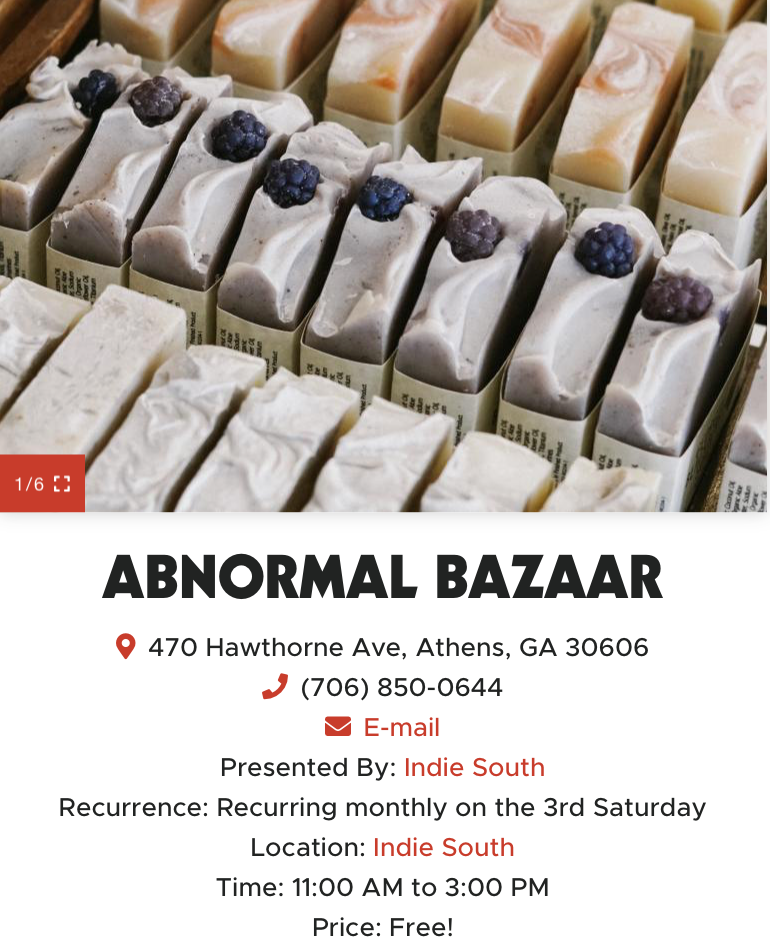 1/6
ABNORMAL BAZAAR
470 Hawthorne Ave, Athens, GA 30606
(706) 850-0644
E-mail
Presented By: Indie South
Recurrence: Recurring monthly on the 3rd Saturday
Location: Indie South
Time: 11:00 AM to 3:00 PM
Price: Free!